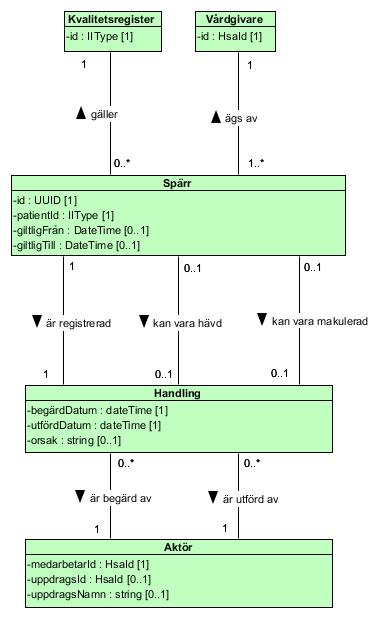 Kvalitetsregister
-id : IIType [1]
Vårdgivare
-id : HsaId [1]
1
1
gäller
ägs av
0..*
1..*
Spärr
-id : UUID [1]
-patientId : IIType [1]
-giltligFrån : DateTime [0..1]
-giltligTill : DateTime [0..1]
1
0..1
0..1
är registrerad
kan vara hävd
kan vara makulerad
1
0..1
0..1
Handling
-begärdDatum : dateTime [1]
-utfördDatum : dateTime [1]
-orsak : string [0..1]
0..*
0..*
är begärd av
är utförd av
1
1
Aktör
-medarbetarId : HsaId [1]
-uppdragsId : HsaId [0..1]
-uppdragsNamn : string [0..1]